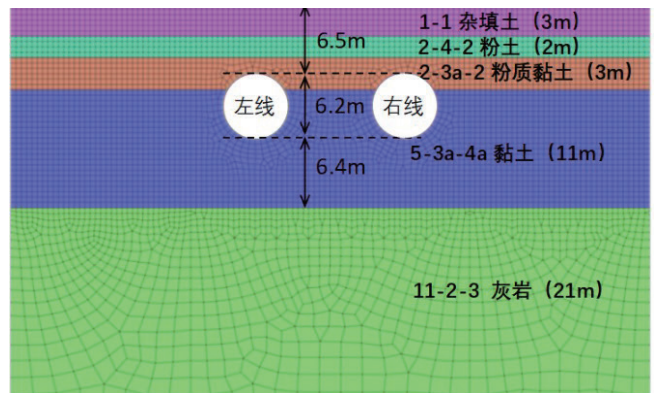 1-1 杂填土（3m）
6.5m
2-4-2 粉土（2m）
2-3a-2 粉质黏土（3m）
左线
6.2m
右线
5-3a-4a 黏土（11m）
6.4m
11-2-3 灰岩（21m）